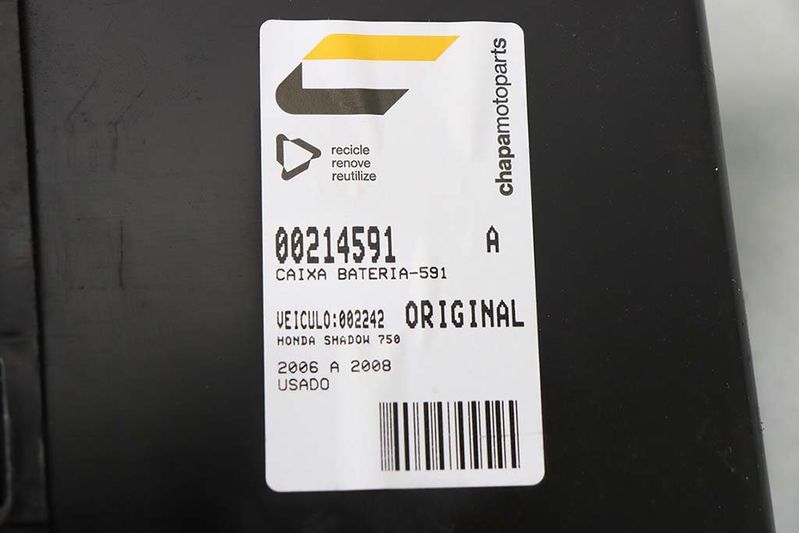 chapamotoparts
recicle
renove
reutilize
00214591 A
CAIXA BATERIA-591
VEICULO:002242 ORIGINAL
HONDA SHADOW 750
2006 A 2008
USADO